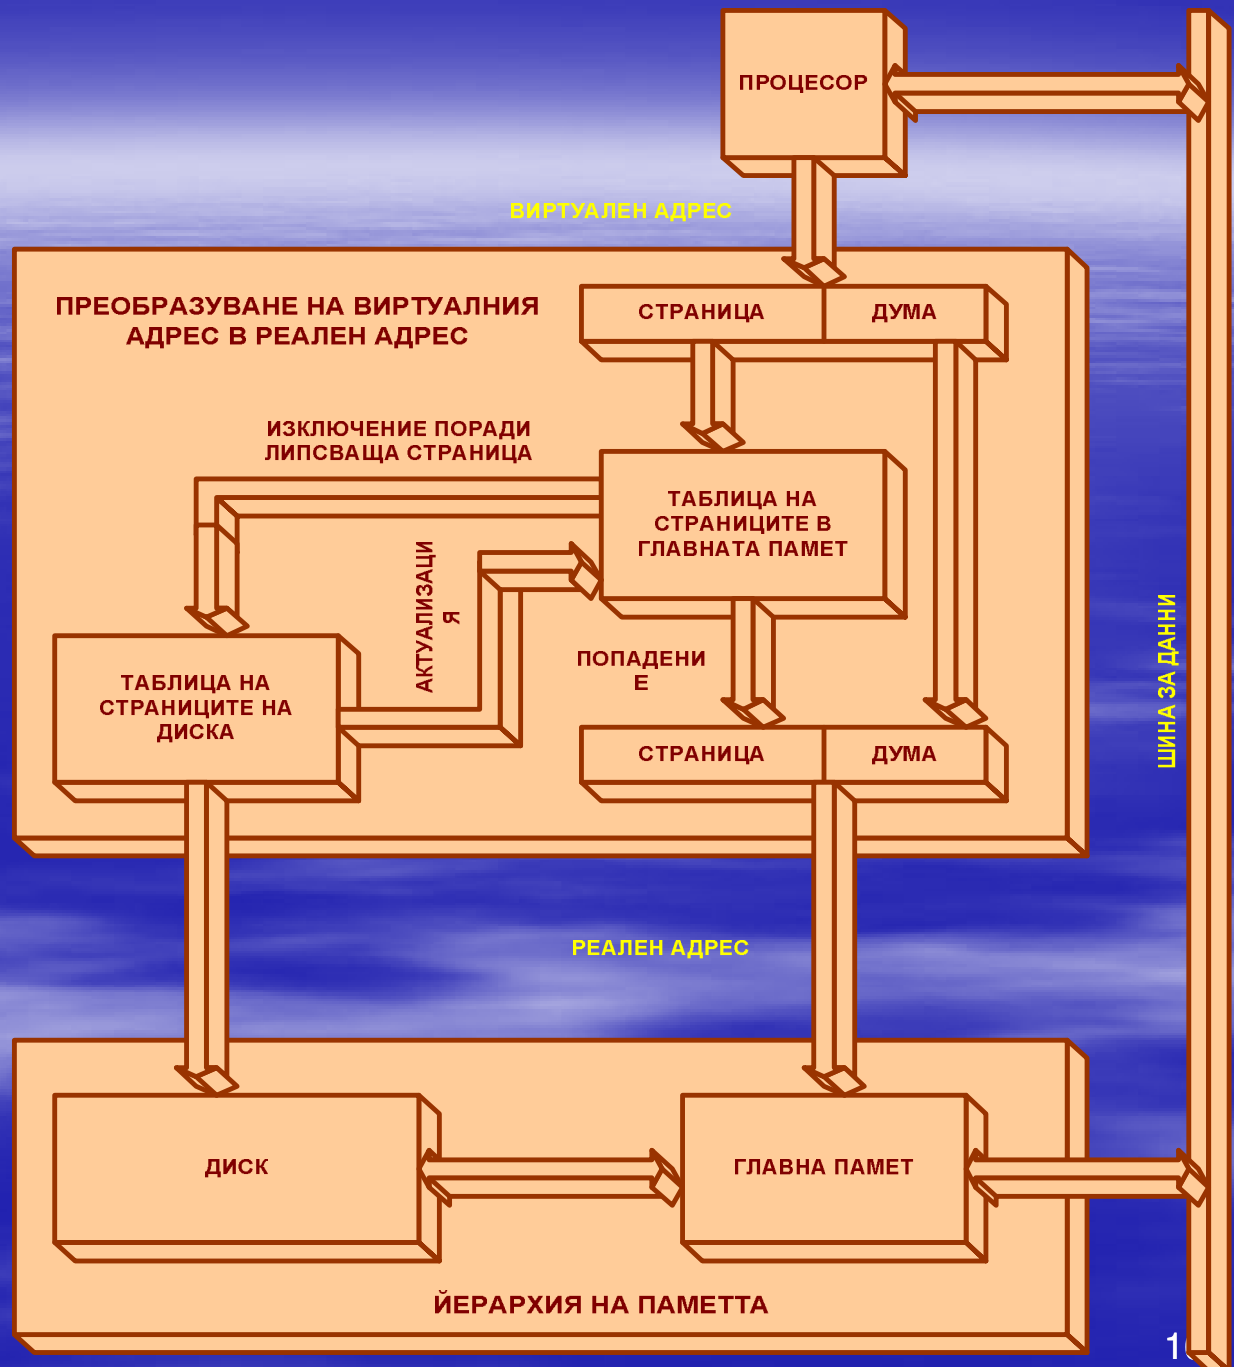 ПРОЦЕСОР
ВИРТУАЛЕН АДРЕС
ПРЕОБРАЗУВАНЕ НА ВИРТУАЛНИЯ
АДРЕС В РЕАЛЕН АДРЕС
СТРАНИЦА
ДУМА
ИЗКЛЮЧЕНИЕ ПОРАДИ
ЛИПСВАЩА СТРАНИЦА
ТАБЛИЦА НА
СТРАНИЦИТЕ В
ГЛАВНАТА ПАМЕТ
АКТУАЛИЗАЦИ
Я
ПОПАДЕНИ
Е
ТАБЛИЦА НА
СТРАНИЦИТЕ НА
ДИСКА
СТРАНИЦА
ДУМА
ШИНА ЗА ДАННИ
РЕАЛЕН АДРЕС
ДИСК
ГЛАВНА ПАМЕТ
ЙЕРАРХИЯ НА ПАМЕТТА